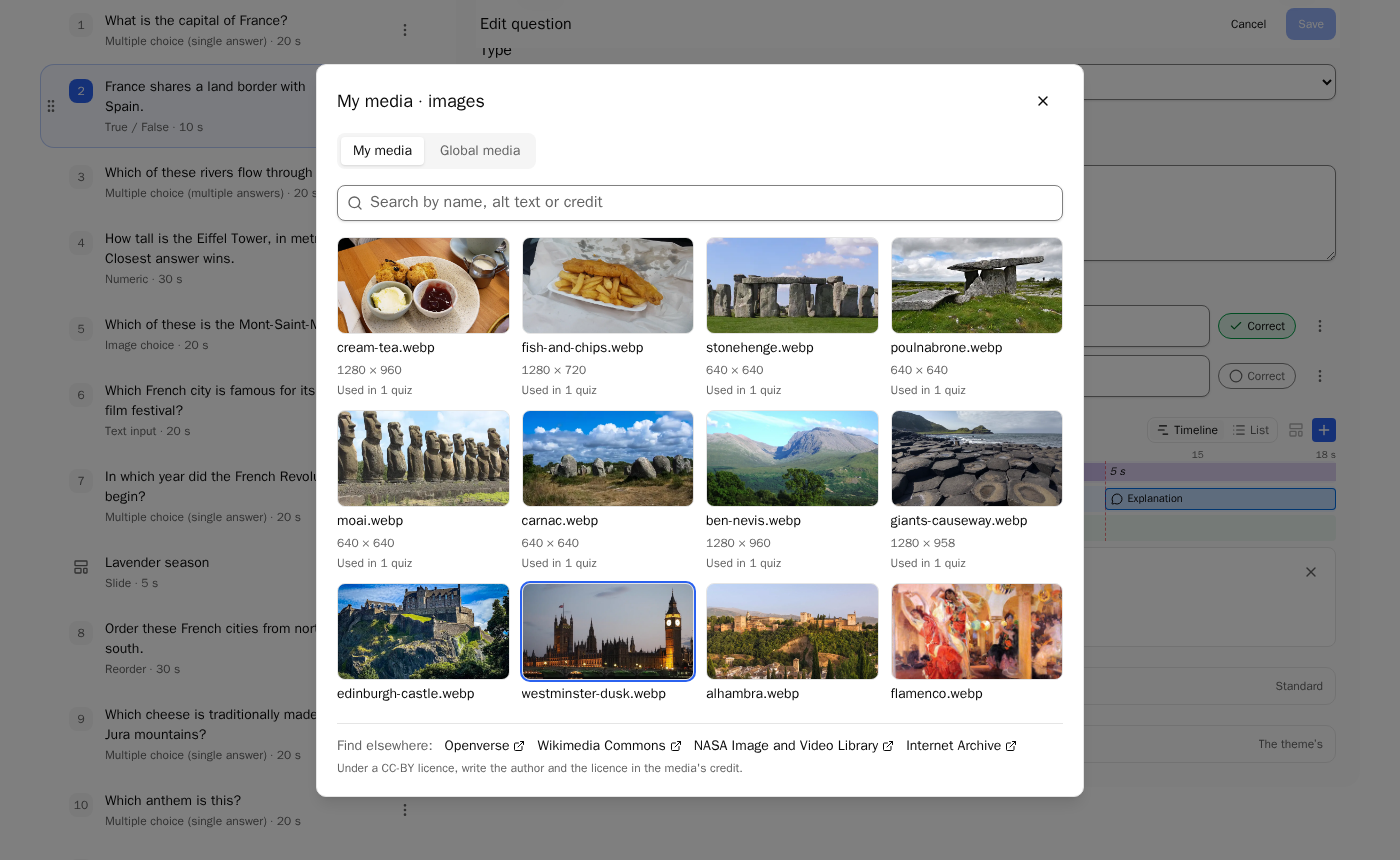 1
What is the capital of France?
Multiple choice (single answer) · 20 s
2
France shares a land border with
Spain.
True / False · 10 s
3
Which of these rivers flow through
Multiple choice (multiple answers) · 20 s
4
How tall is the Eiffel Tower, in metr
Closest answer wins.
Numeric · 30 s
5
Which of these is the Mont-Saint-M
Image choice · 20 s
6
Which French city is famous for its
film festival?
Text input · 20 s
7
In which year did the French Revolu
begin?
Multiple choice (single answer) · 20 s
Lavender season
Slide · 5 s
8
Order these French cities from nort
south.
Reorder · 30 s
9
Which cheese is traditionally made
Jura mountains?
Multiple choice (single answer) · 20 s
10
Which anthem is this?
Multiple choice (single answer) · 20 s
Edit question
Cancel
Save
Type
Correct
Correct
Timeline
List
15
18 s
5 s
Explanation
Standard
The theme's
My media · images
My media
Global media
Search by name, alt text or credit
cream-tea.webp
1280 × 960
Used in 1 quiz
fish-and-chips.webp
1280 × 720
Used in 1 quiz
stonehenge.webp
640 × 640
Used in 1 quiz
poulnabrone.webp
640 × 640
Used in 1 quiz
moai.webp
640 × 640
Used in 1 quiz
carnac.webp
640 × 640
Used in 1 quiz
ben-nevis.webp
1280 × 960
Used in 1 quiz
giants-causeway.webp
1280 × 958
Used in 1 quiz
edinburgh-castle.webp
westminster-dusk.webp
alhambra.webp
flamenco.webp
Find elsewhere:
Openverse
Wikimedia Commons
NASA Image and Video Library
Internet Archive
Under a CC-BY licence, write the author and the licence in the media's credit.